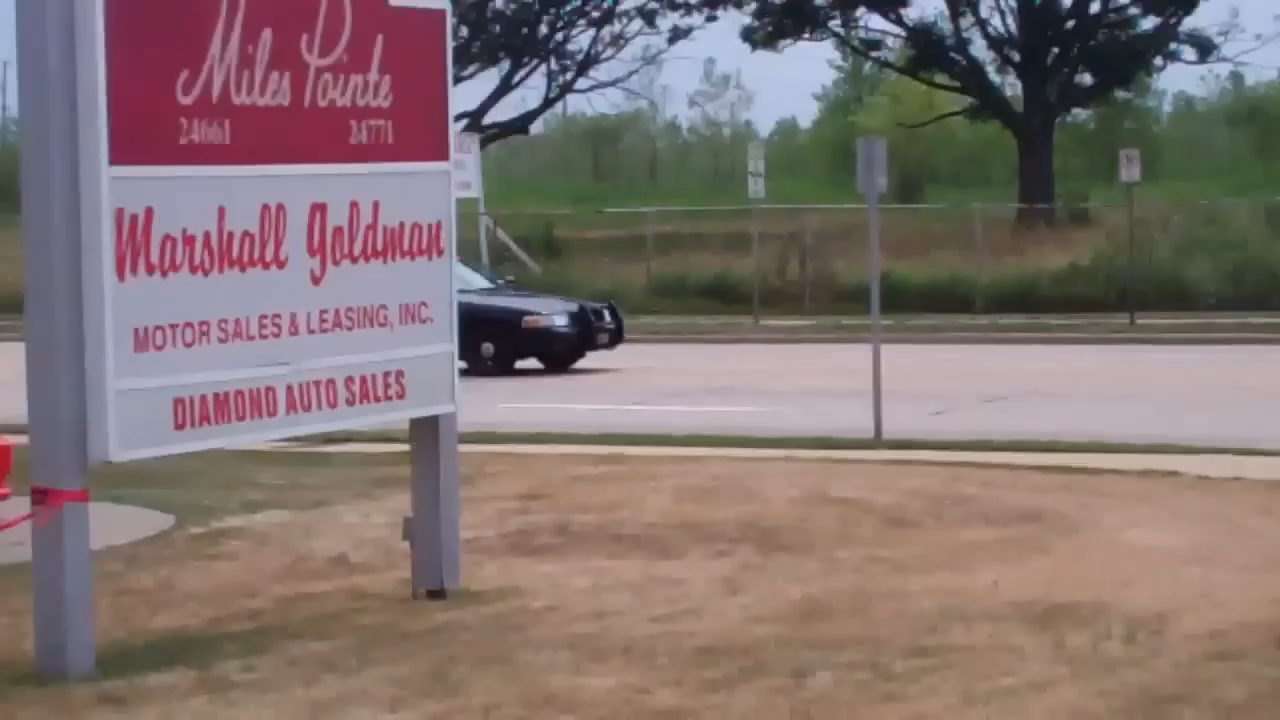 Miles Pointe
24661 24771
Marshall Goldman
MOTOR SALES & LEASING, INC.
DIAMOND AUTO SALES